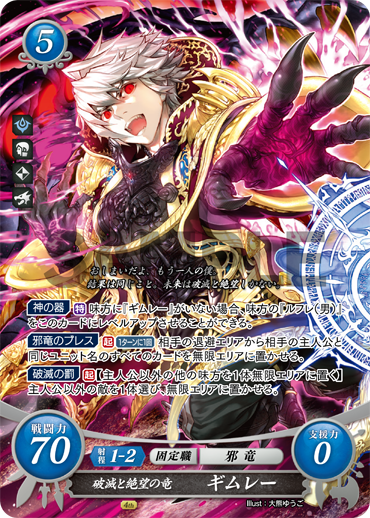 5
おしまいだよ、もう一人の僕。
結果は同じこと、未来は破滅と絶望しかない。
神の器 特 味方に『ギムレー』がいない場合、味方の『ルフレ(男)』
をこのカードにレベルアップさせることができる。
邪竜のブレス 起 1ターンに1回 相手の退避エリアから相手の主人公と
同じユニット名のすべてのカードを無限エリアに置かせる。
破滅の罰 起 【主人公以外の他の味方を1体無限エリアに置く】
主人公以外の敵を1体選び、無限エリアに置かせる。
戦闘力
70
射程 1-2
固定職
邪竜
支援力
0
破滅と絶望の竜 ギムレー
4th
Illust:大熊ゆうご